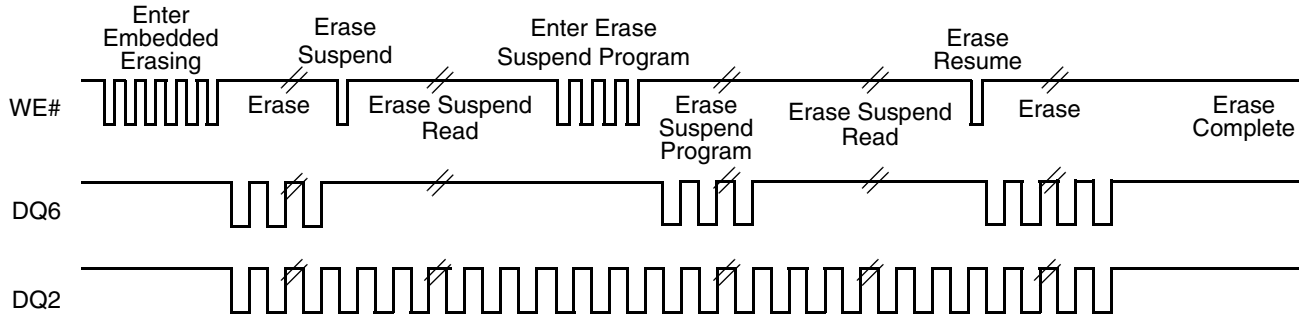 Enter
Embedded
Erasing
Erase
Suspend
Enter Erase
Suspend Program
Erase
Resume
WE#
Erase
Erase Suspend
Read
Erase
Suspend
Program
Erase Suspend
Read
Erase
Erase
Complete
DQ6
DQ2